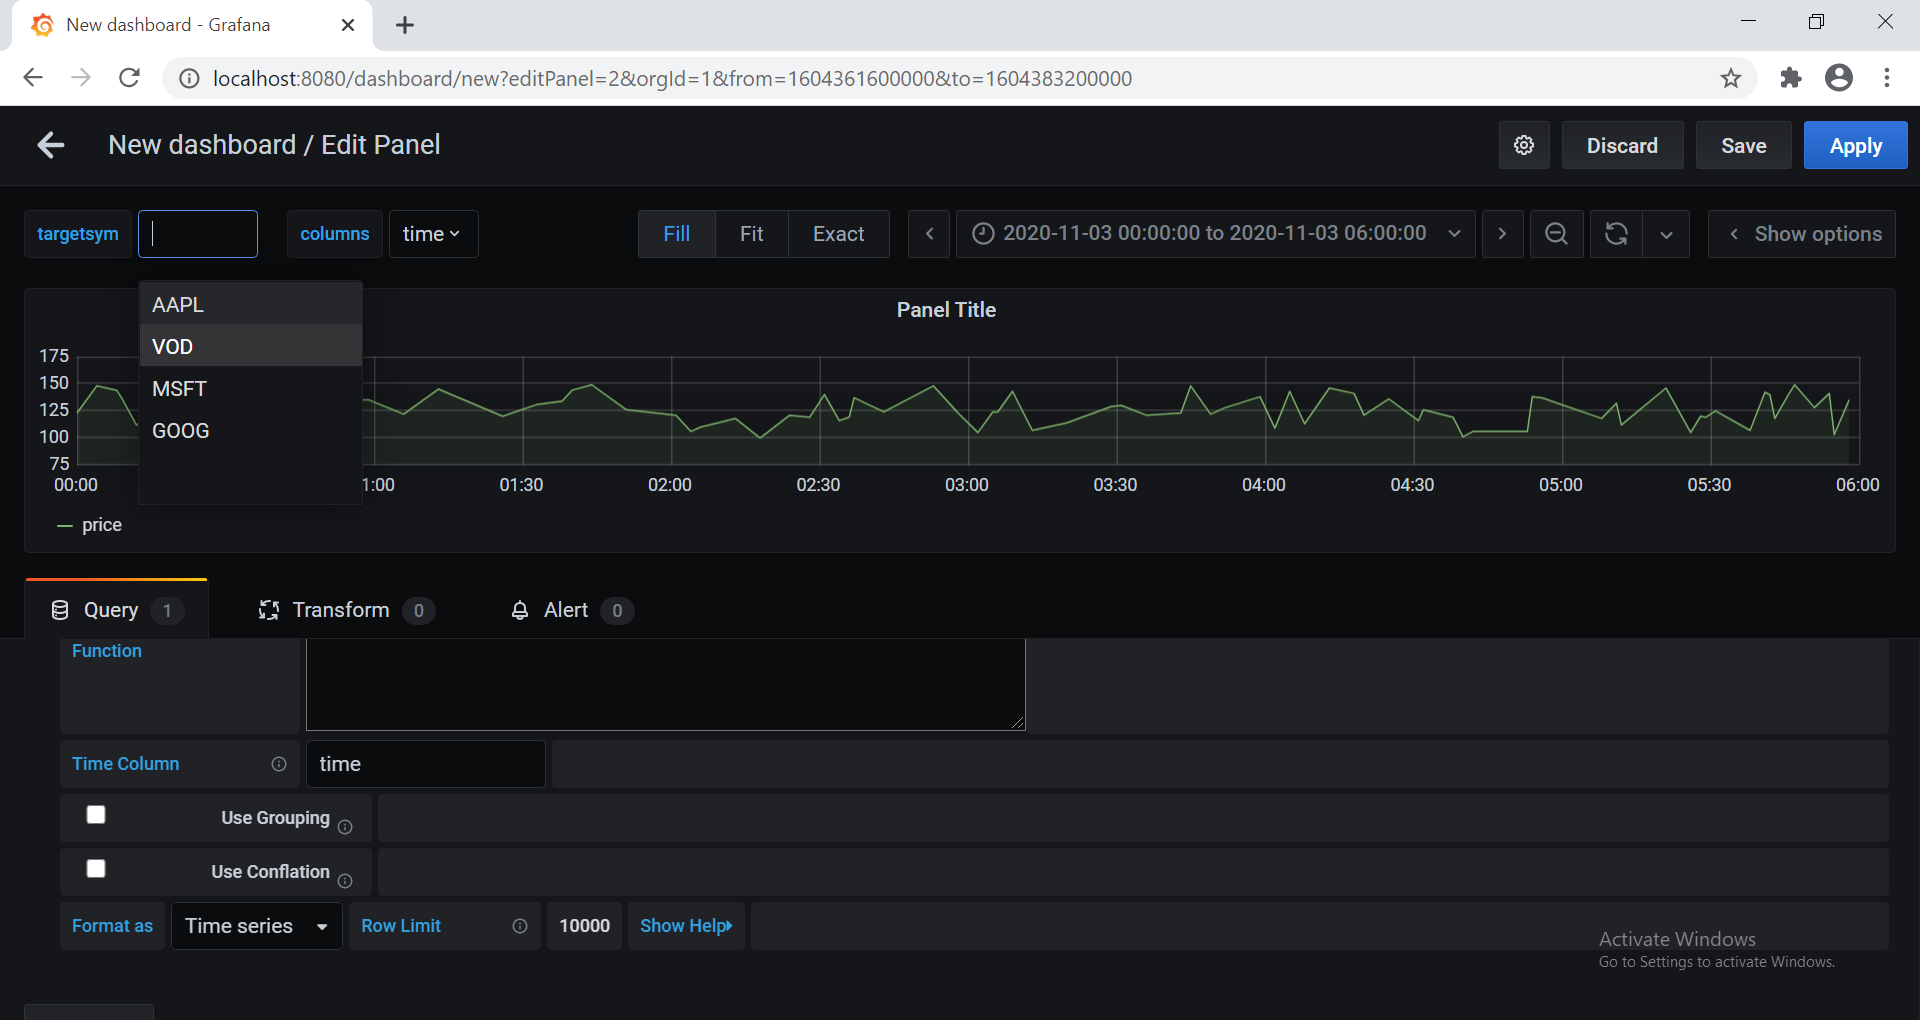 New dashboard - Grafana
localhost:8080/dashboard/new?editPanel=2&orgId=1&from=1604361600000&to=1604383200000
New dashboard / Edit Panel
Discard
Save
Apply
targetsym
columns
time
Fill
Fit
Exact
2020-11-03 00:00:00 to 2020-11-03 06:00:00
Show options
AAPL
VOD
MSFT
GOOG
Panel Title
175
150
125
100
75
00:00
1:00
01:30
02:00
02:30
03:00
03:30
04:00
04:30
05:00
05:30
06:00
price
Query 1
Transform 0
Alert 0
Function
Time Column
time
Use Grouping
Use Conflation
Format as
Time series
Row Limit
10000
Show Help
Activate Windows
Go to Settings to activate Windows.